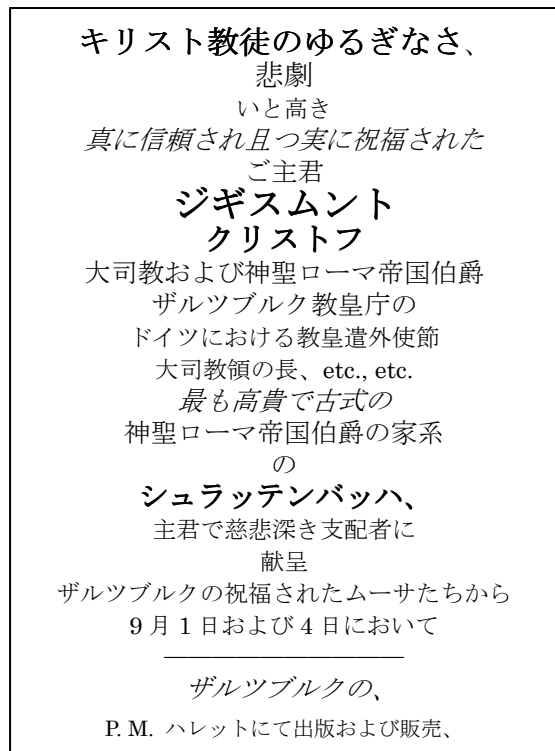 キリスト教徒のゆるぎなさ、
悲劇
いと高き
真に信頼され且つ実に祝福された
ご主君
ジギスムント
クリストフ
大司教および神聖ローマ帝国伯爵
ザルツブルク教皇庁の
ドイツにおける教皇遣外使節
大司教領の長、etc., etc.
最も高貴で古式の
神聖ローマ帝国伯爵の家系
の
シュラッテンバッハ、
主君で慈悲深き支配者に
献呈
ザルツブルクの祝福されたムーサたちから
9 月 1 日および 4 日において
ザルツブルクの、
P. M. ハレットにて出版および販売、